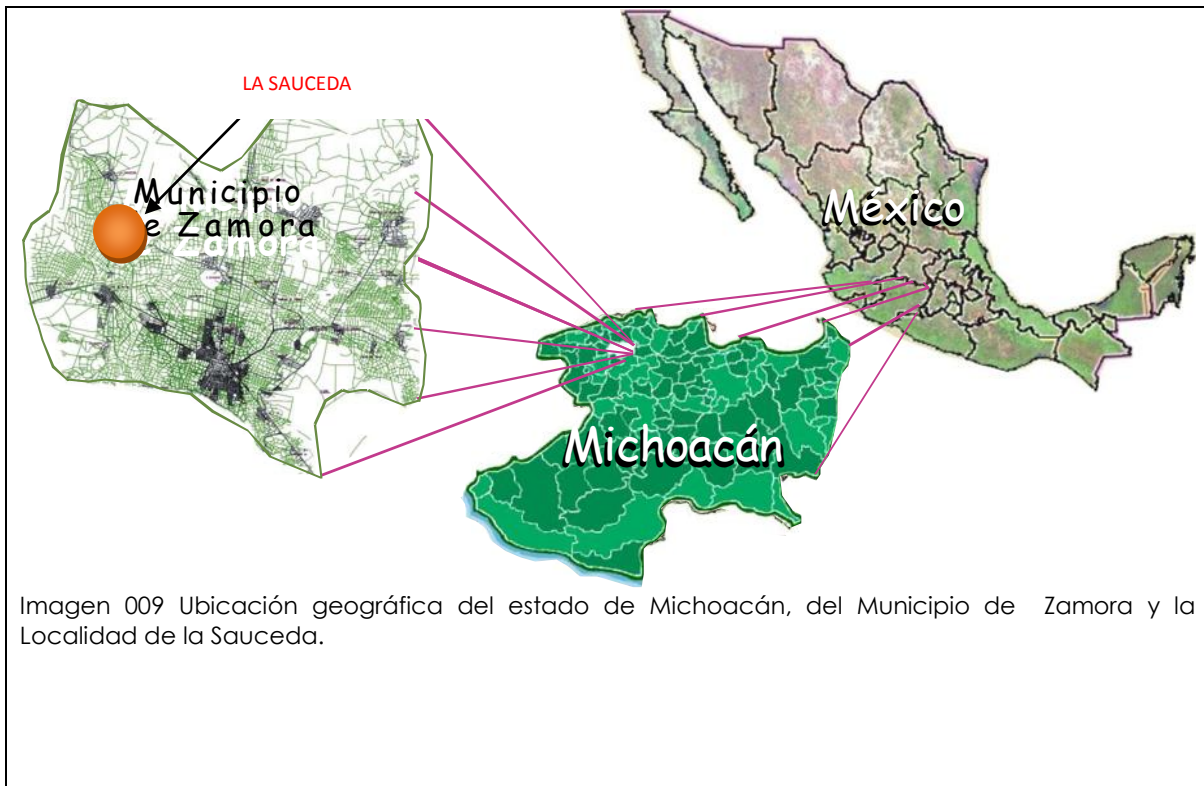 LA SAUCEDA
Municipio
de Zamora
México
Michoacán
Imagen 009 Ubicación geográfica del estado de Michoacán, del Municipio de Zamora y la
Localidad de la Sauceda.